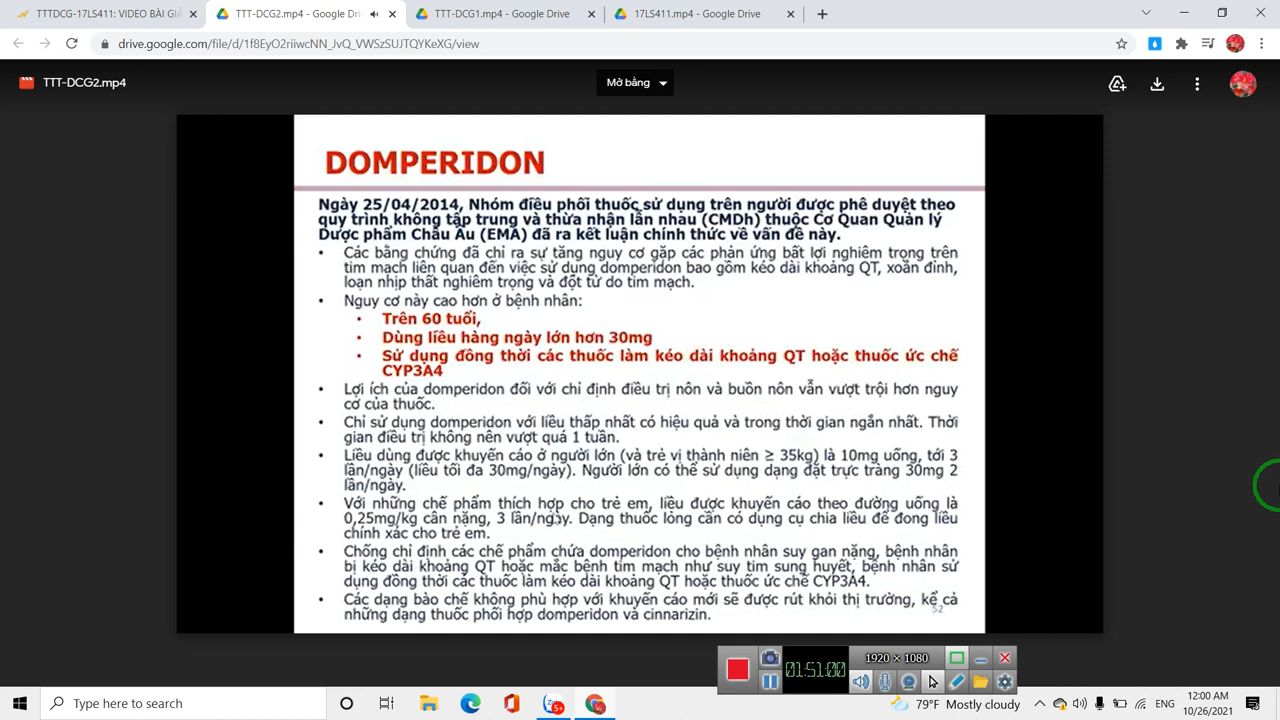 TTTDCG-17LS411: VIDEO BÀI GIẢ
TTT-DCG2.mp4 - Google Drive
TTT-DCG1.mp4 - Google Drive
17LS411.mp4 - Google Drive
drive.google.com/file/d/1f8EyO2riiwcNN_JvQ_VWSzSUJTQYKeXG/view
TTT-DCG2.mp4
Mở bằng
DOMPERIDON
Ngày 25/04/2014, Nhóm điều phối thuốc sử dụng trên người được phê duyệt theo
quy trình không tập trung và thừa nhận lẫn nhau (CMDh) thuộc Cơ Quan Quản lý
Dược phẩm Châu Âu (EMA) đã ra kết luận chính thức về vấn đề này.
• Các bằng chứng đã chỉ ra sự tăng nguy cơ gặp các phản ứng bất lợi nghiêm trọng trên
tim mạch liên quan đến việc sử dụng domperidon bao gồm kéo dài khoảng QT, xoắn đỉnh,
loạn nhịp thất nghiêm trọng và đột tử do tim mạch.
• Nguy cơ này cao hơn ở bệnh nhân:
• Trên 60 tuổi,
• Dùng liều hàng ngày lớn hơn 30mg
• Sử dụng đồng thời các thuốc làm kéo dài khoảng QT hoặc thuốc ức chế
CYP3A4
• Lợi ích của domperidon đối với chỉ định điều trị nôn và buồn nôn vẫn vượt trội hơn nguy
cơ của thuốc.
• Chỉ sử dụng domperidon với liều thấp nhất có hiệu quả và trong thời gian ngắn nhất. Thời
gian điều trị không nên vượt quá 1 tuần.
• Liều dùng được khuyến cáo ở người lớn (và trẻ vị thành niên ≥ 35kg) là 10mg uống, tới 3
lần/ngày (liều tối đa 30mg/ngày). Người lớn có thể sử dụng dạng đặt trực tràng 30mg 2
lần/ngày.
• Với những chế phẩm thích hợp cho trẻ em, liều được khuyến cáo theo đường uống là
0,25mg/kg cân nặng, 3 lần/ngày. Dạng thuốc lỏng cần có dụng cụ chia liều để đong liều
chính xác cho trẻ em.
• Chống chỉ định các chế phẩm chứa domperidon cho bệnh nhân suy gan nặng, bệnh nhân
bị kéo dài khoảng QT hoặc mắc bệnh tim mạch như suy tim sung huyết, bệnh nhân sử
dụng đồng thời các thuốc làm kéo dài khoảng QT hoặc thuốc ức chế CYP3A4.
• Các dạng bào chế không phù hợp với khuyến cáo mới sẽ được rút khỏi thị trường, kể cả
những dạng thuốc phối hợp domperidon và cinnarizin.
52
01:51:00
1920 × 1080
Type here to search
79°F Mostly cloudy
ENG
12:00 AM
10/26/2021